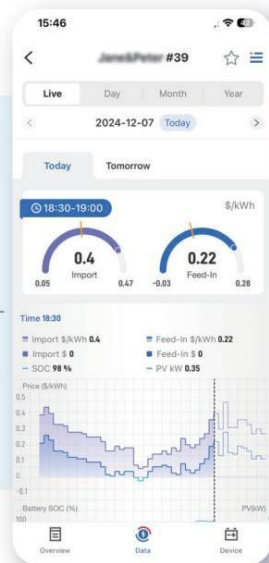 15:46
#39
Live Day Month Year
2024-12-07 Today
Today Tomorrow
18:30-19:00 $/kWh
0.4 0.22
Import Feed-In
0.05 0.47 -0.03 0.28
Time 18:30
Import $/kWh 0.4 Feed-In $/kWh 0.22
Import $ 0 Feed-In $ 0
SOC 98 % PV kW 0.35
Price ($/kWh)
0.5
0.4
0.3
0.2
0.1
0
-0.1
Battery SOC (%) PV(kW)
100
Overview Data Device